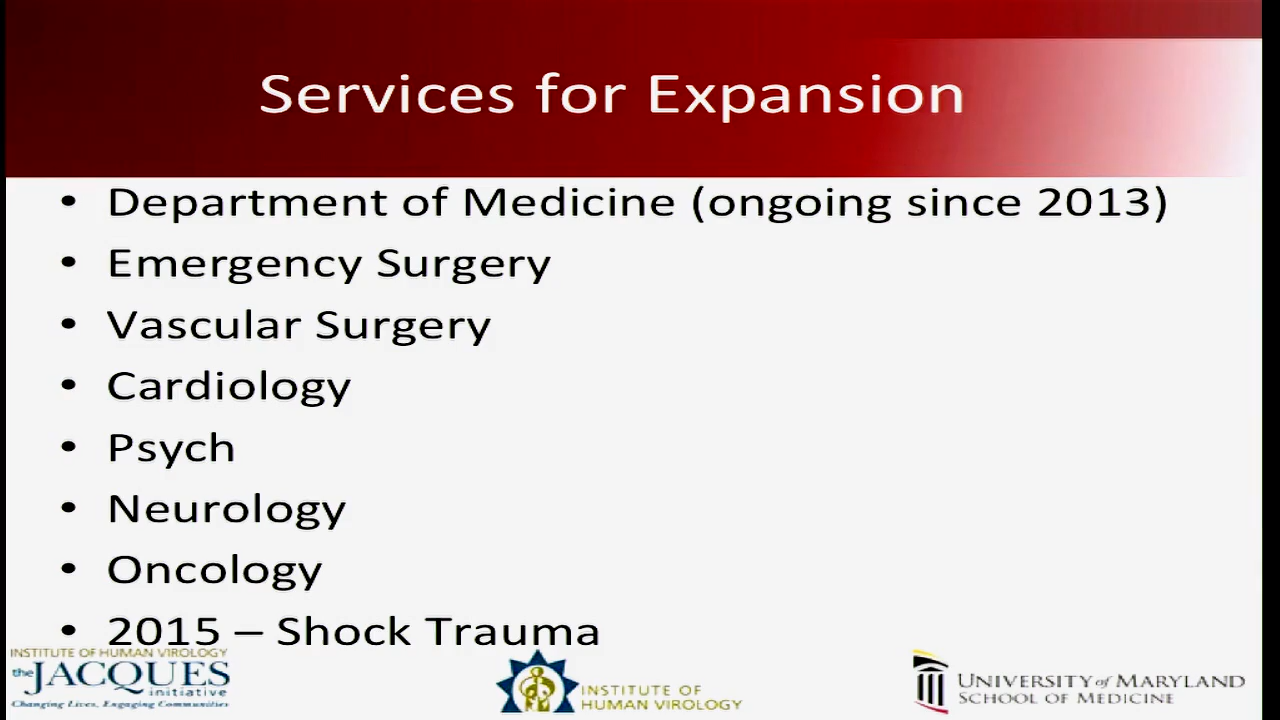 Services for Expansion
• Department of Medicine (ongoing since 2013)
• Emergency Surgery
• Vascular Surgery
• Cardiology
• Psych
• Neurology
• Oncology
• 2015 – Shock Trauma
INSTITUTE OF HUMAN VIROLOGY
the JACQUES
initiative
Changing Lives, Engaging Communities
INSTITUTE OF
HUMAN VIROLOGY
UNIVERSITY of MARYLAND
SCHOOL OF MEDICINE